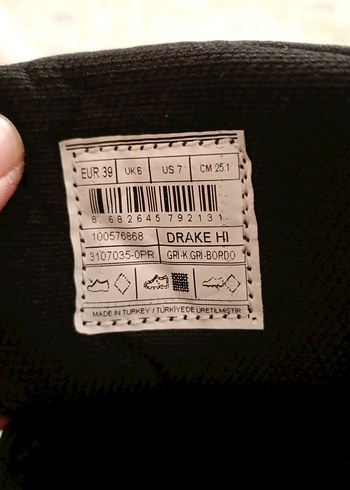 EUR 39 UK 6 US 7 CM 25.1
8 682645 792131
100576868 DRAKE HI
3107035-0PR GRI-K.GRI-BORDO
MADE IN TURKEY / TÜRKİYE'DE ÜRETİLMİŞTİR